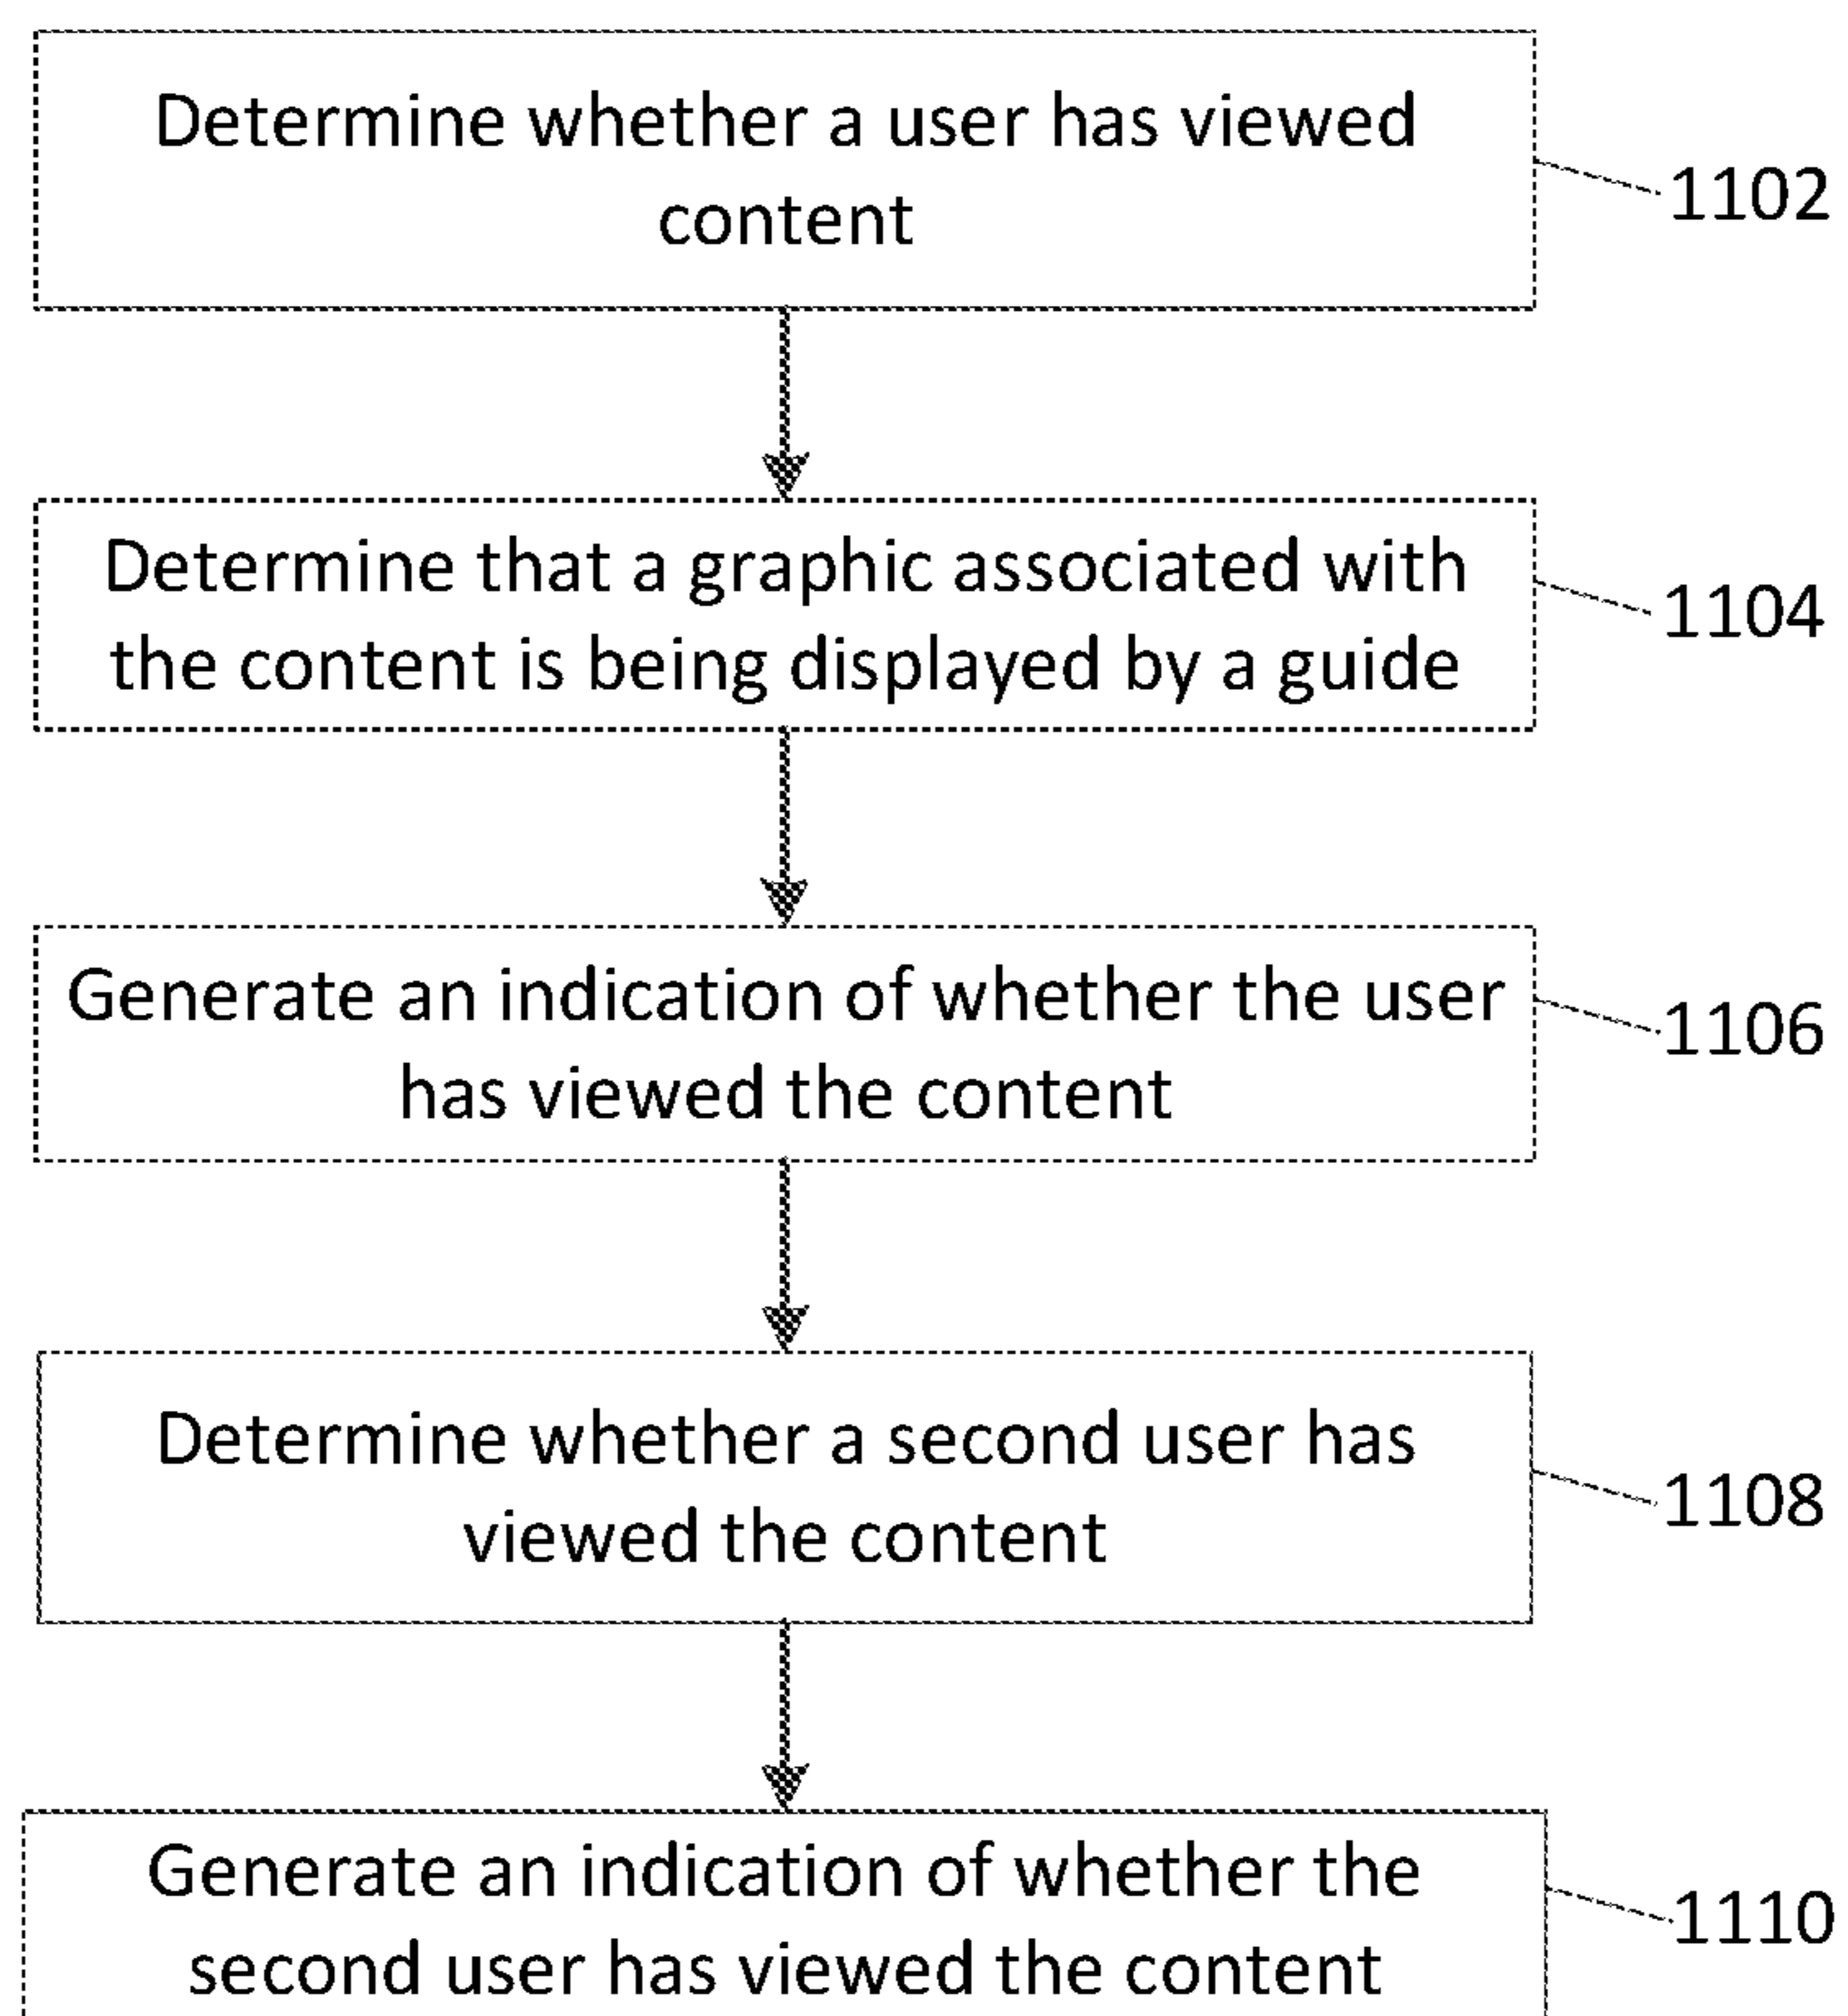 Determine whether a user has viewed
content
1102
Determine that a graphic associated with
the content is being displayed by a guide
1104
Generate an indication of whether the user
has viewed the content
1106
Determine whether a second user has
viewed the content
1108
Generate an indication of whether the
second user has viewed the content
1110